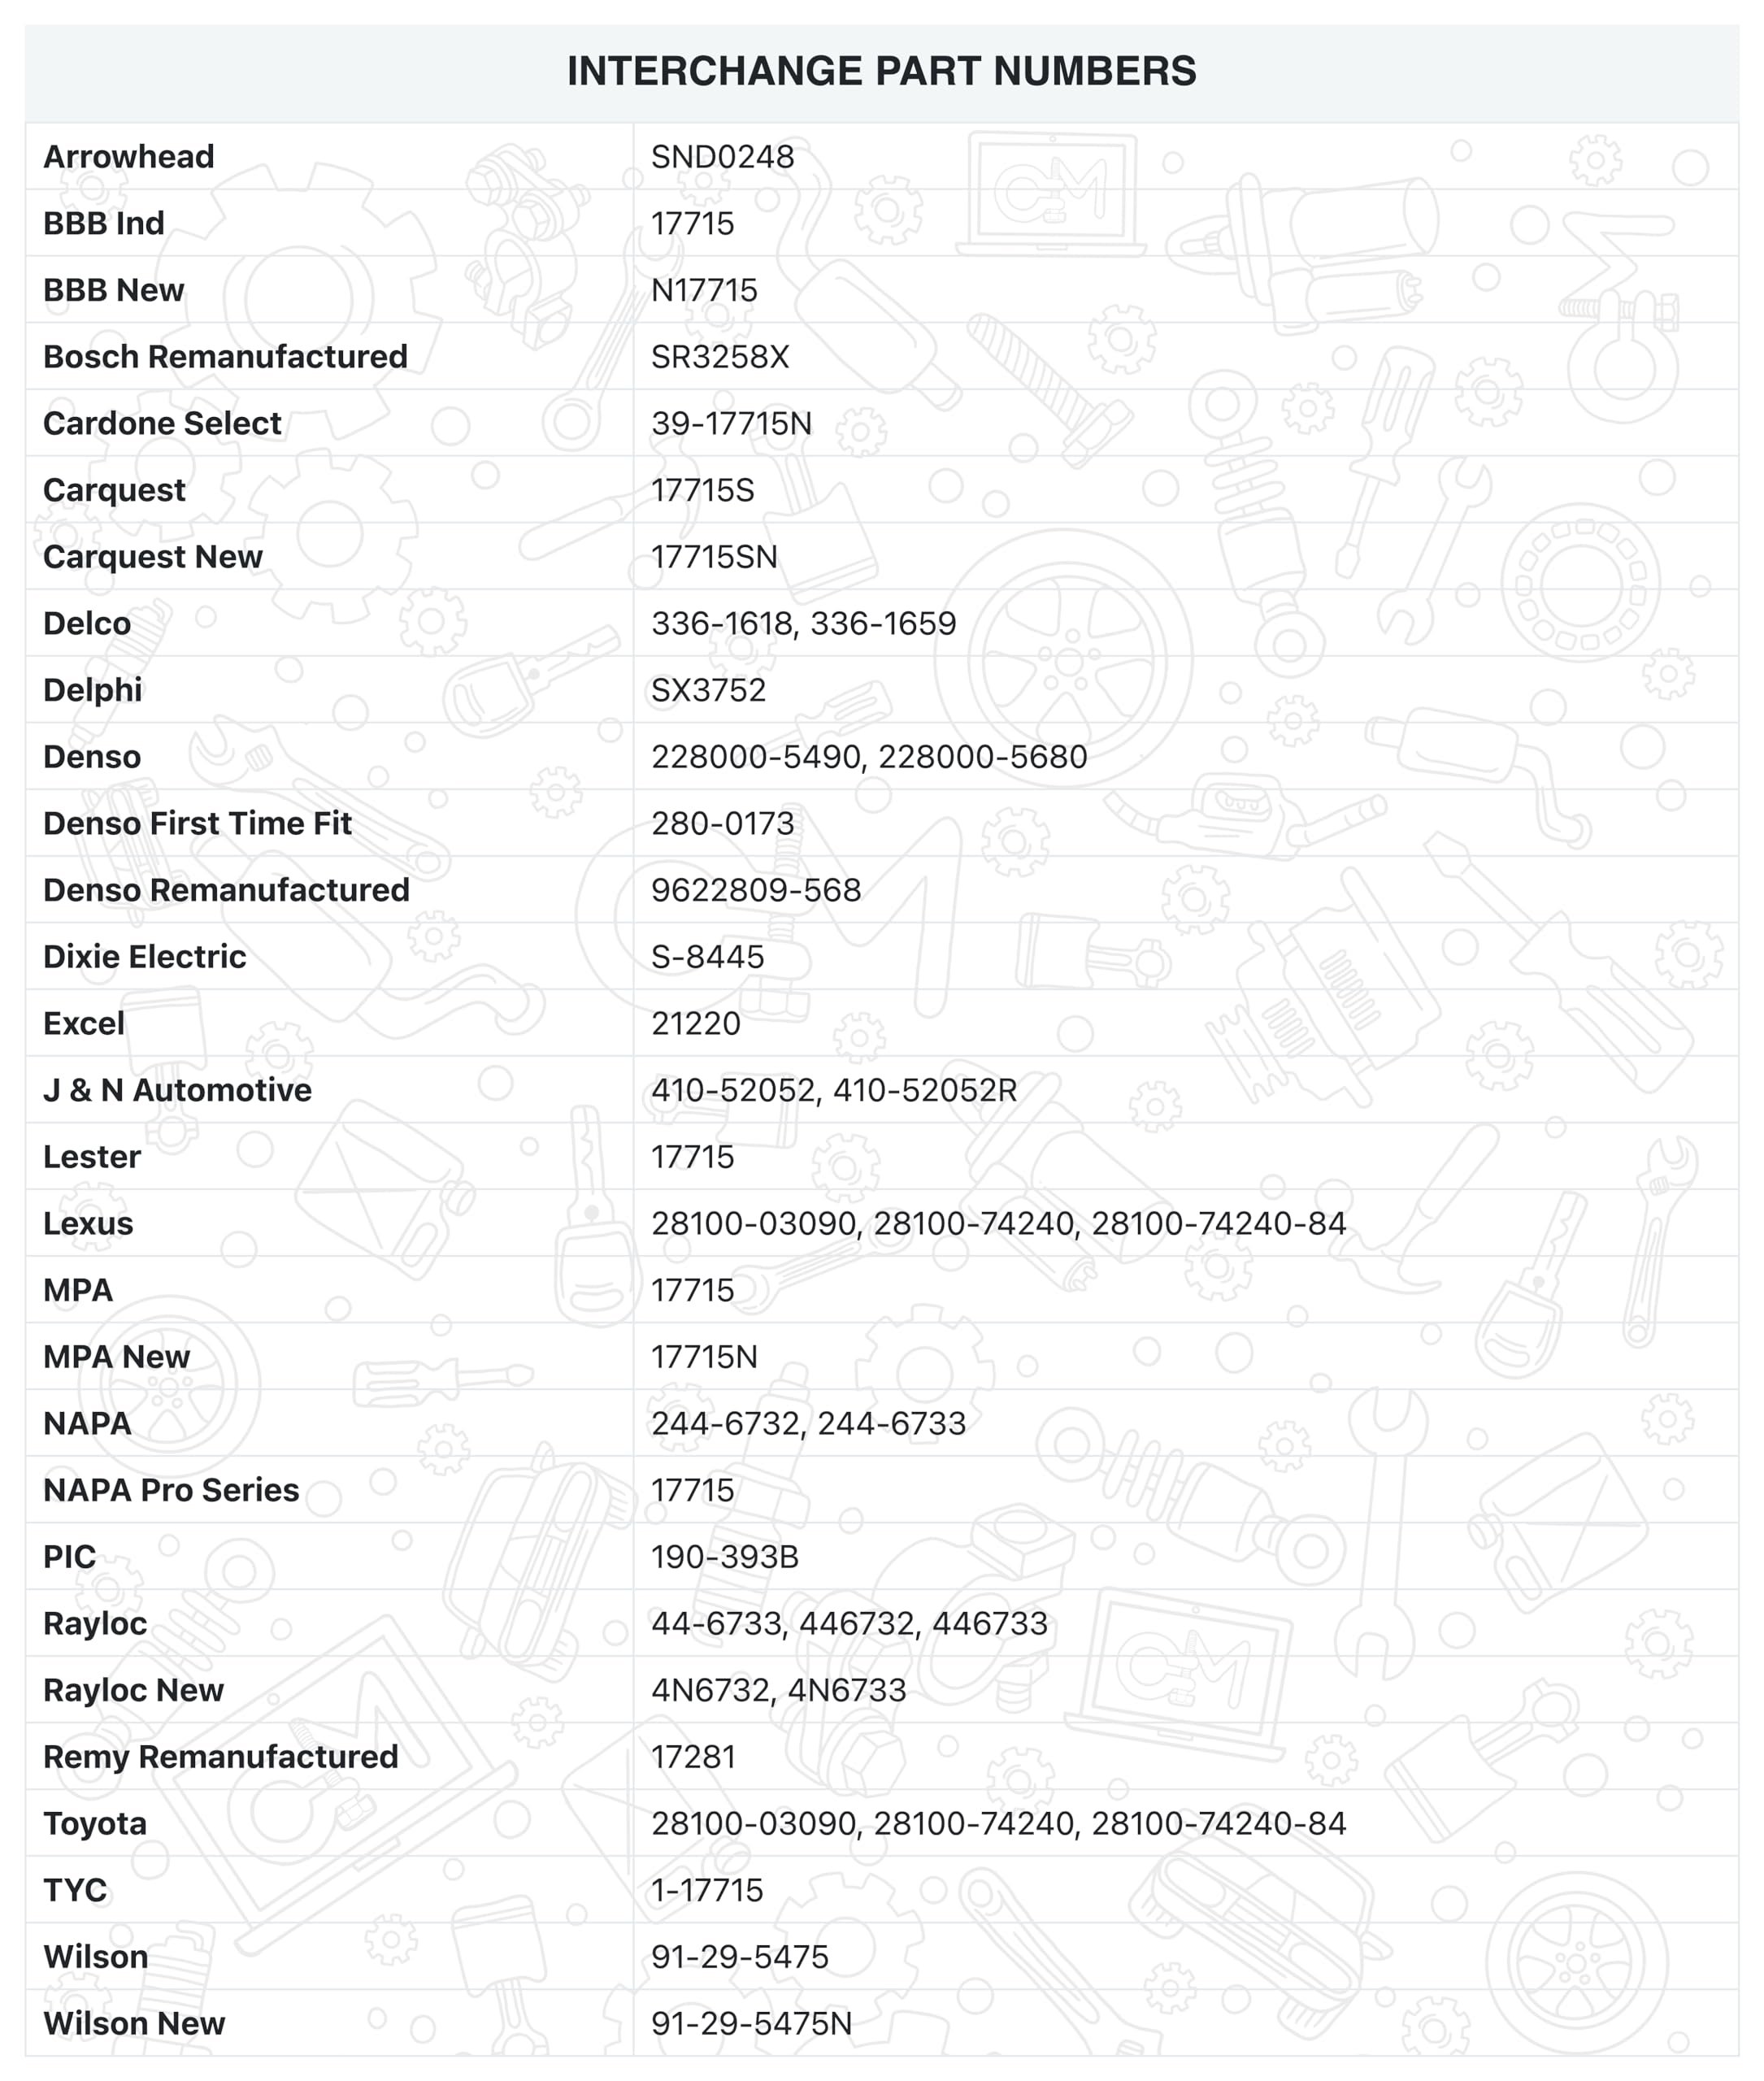 INTERCHANGE PART NUMBERS
Arrowhead SND0248
BBB Ind 17715
BBB New N17715
Bosch Remanufactured SR3258X
Cardone Select 39-17715N
Carquest 17715S
Carquest New 17715SN
Delco 336-1618, 336-1659
Delphi SX3752
Denso 228000-5490, 228000-5680
Denso First Time Fit 280-0173
Denso Remanufactured 9622809-568
Dixie Electric S-8445
Excel 21220
J & N Automotive 410-52052, 410-52052R
Lester 17715
Lexus 28100-03090, 28100-74240, 28100-74240-84
MPA 17715
MPA New 17715N
NAPA 244-6732, 244-6733
NAPA Pro Series 17715
PIC 190-393B
Rayloc 44-6733, 446732, 446733
Rayloc New 4N6732, 4N6733
Remy Remanufactured 17281
Toyota 28100-03090, 28100-74240, 28100-74240-84
TYC 1-17715
Wilson 91-29-5475
Wilson New 91-29-5475N